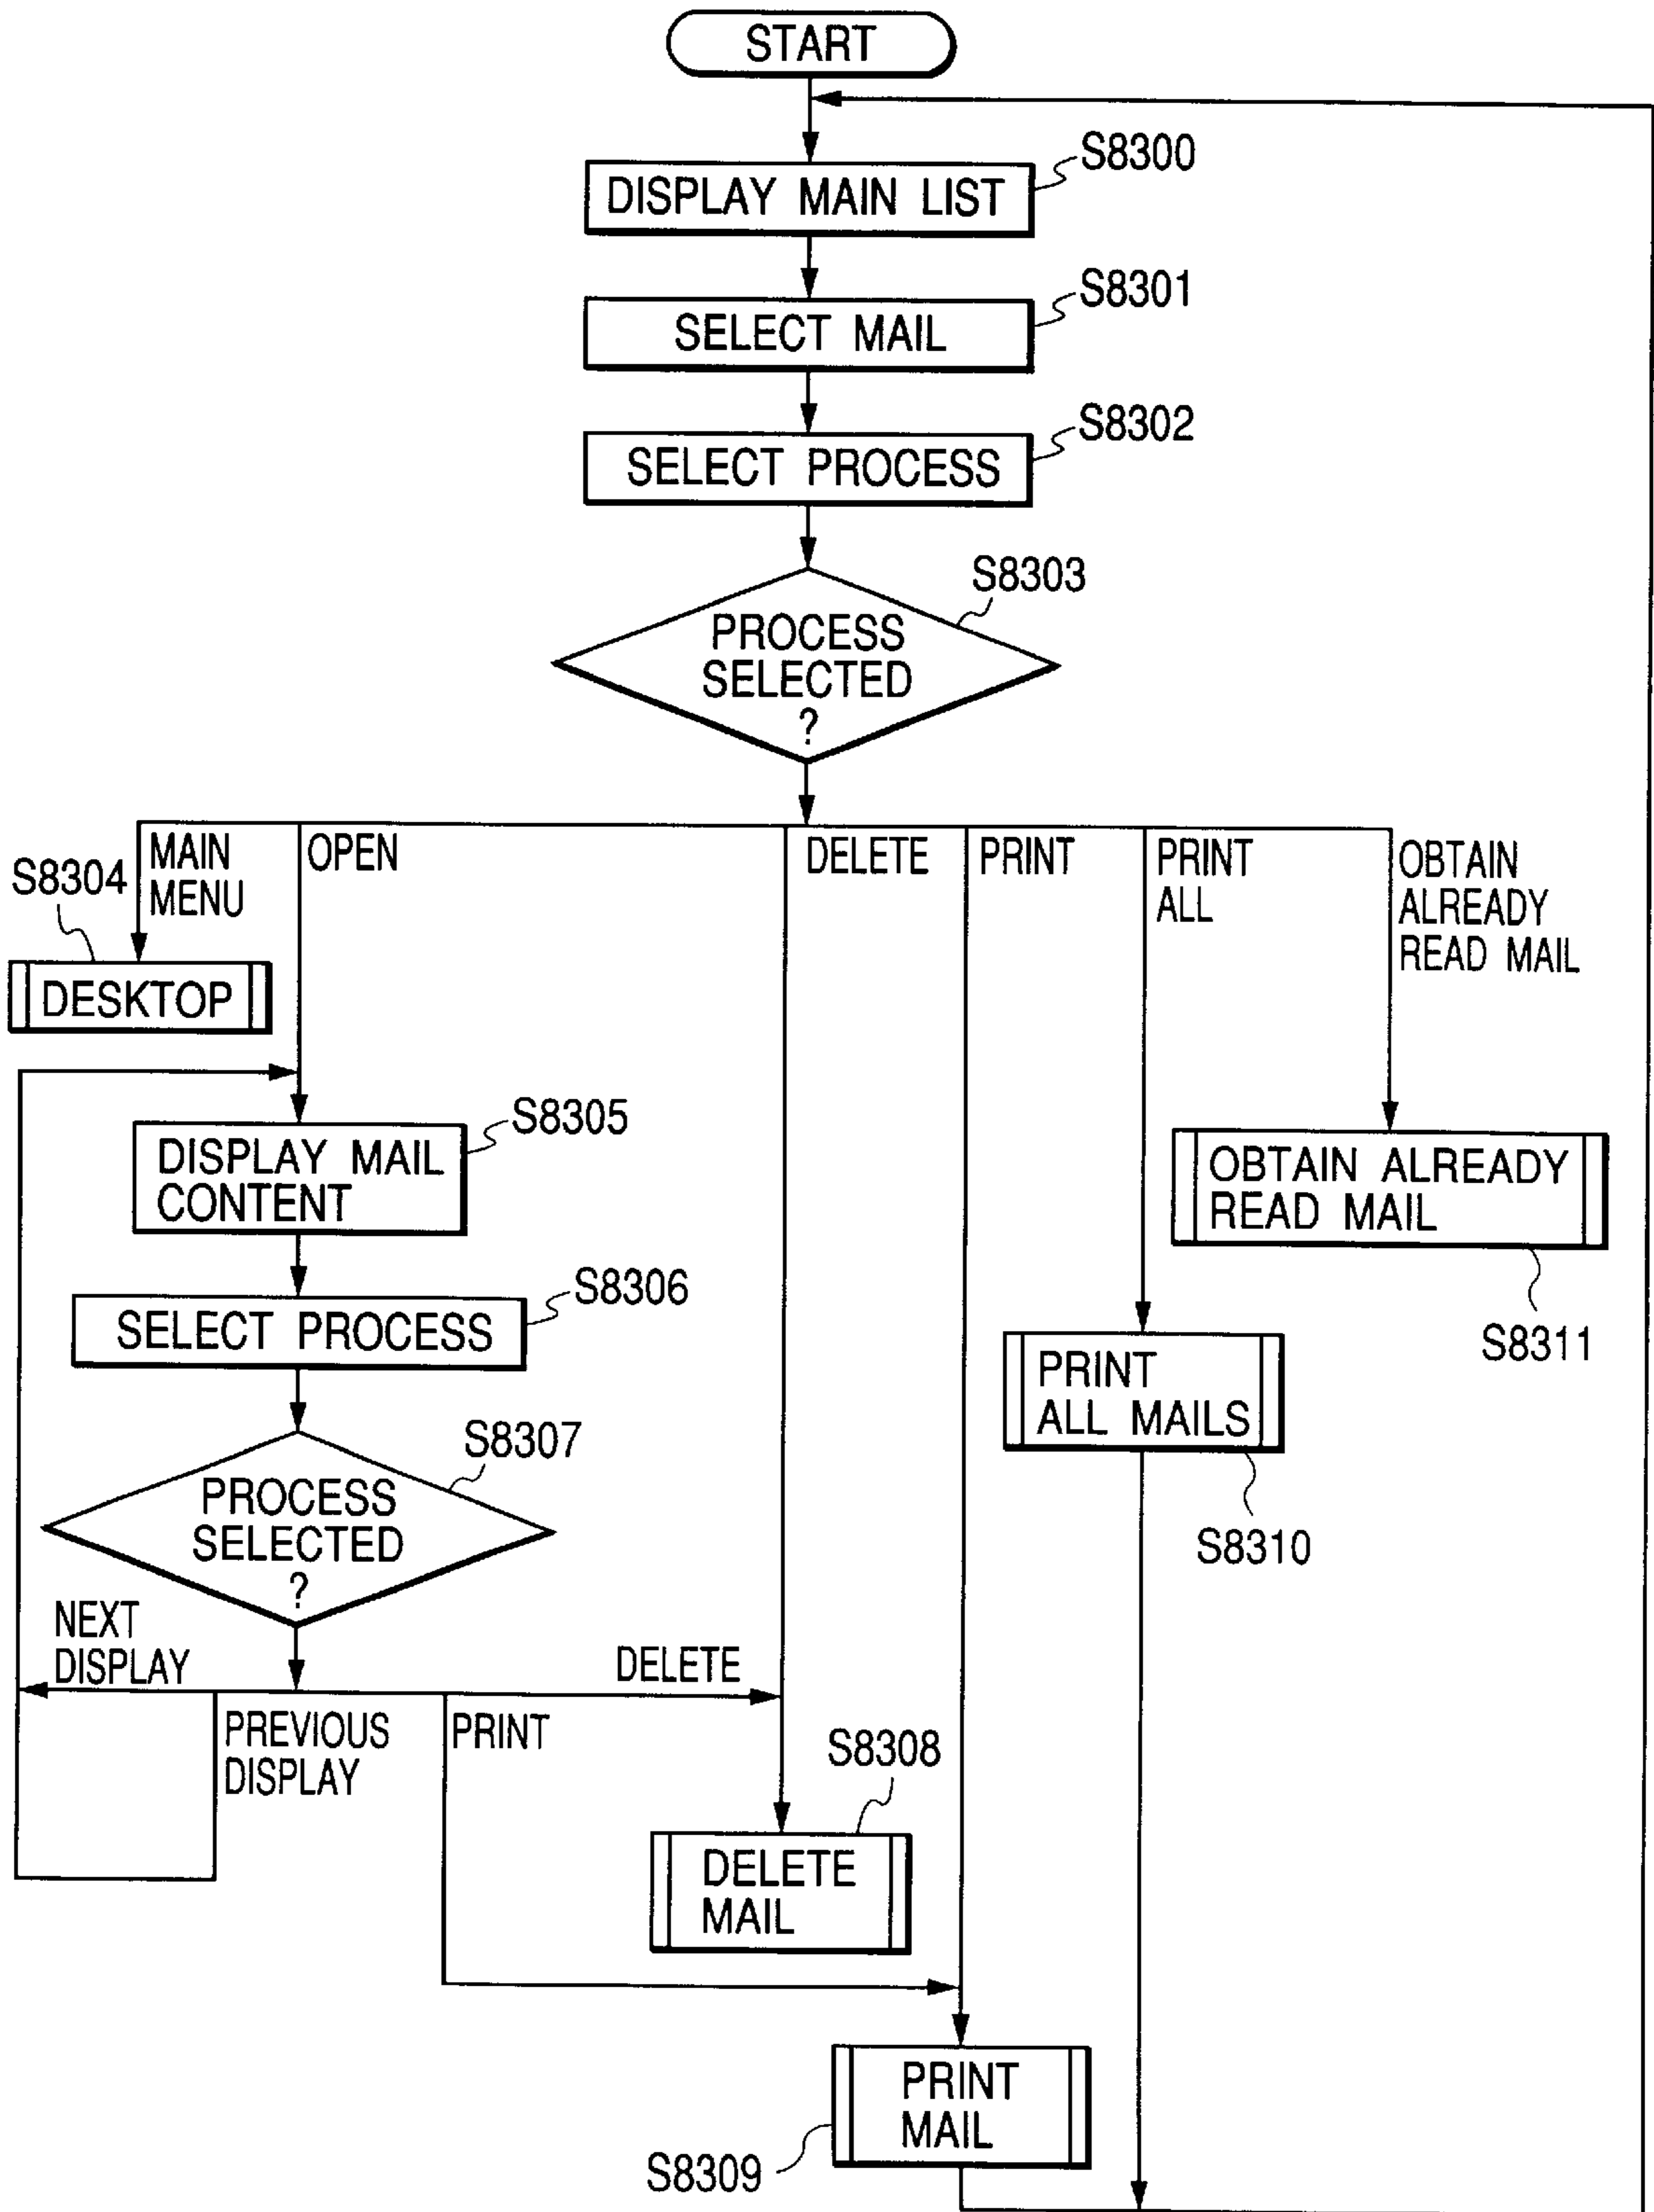 START
S8300
DISPLAY MAIN LIST
S8301
SELECT MAIL
S8302
SELECT PROCESS
S8303
PROCESS
SELECTED
?
MAIN
MENU
OPEN
DELETE
PRINT
PRINT
ALL
OBTAIN
ALREADY
READ MAIL
S8304
DESKTOP
S8305
DISPLAY MAIL
CONTENT
OBTAIN ALREADY
READ MAIL
S8311
S8306
SELECT PROCESS
PRINT
ALL MAILS
S8310
S8307
PROCESS
SELECTED
?
NEXT
DISPLAY
DELETE
PREVIOUS
DISPLAY
PRINT
S8308
DELETE
MAIL
PRINT
MAIL
S8309